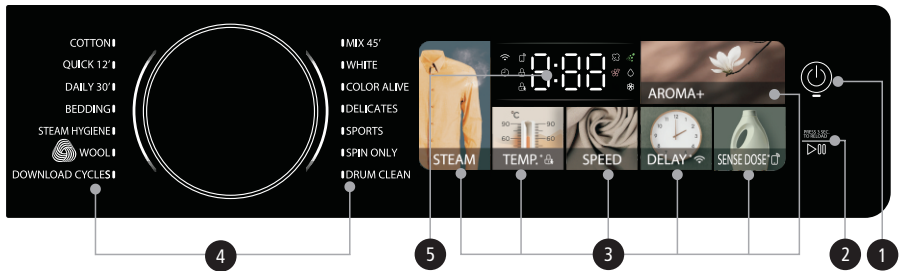 COTTON
QUICK 12'
DAILY 30'
BEDDING
STEAM HYGIENE
WOOL
DOWNLOAD CYCLES
MIX 45'
WHITE
COLOR ALIVE
DELICATES
SPORTS
SPIN ONLY
DRUM CLEAN
8:88
AROMA+
STEAM
°C
90 90
60 60
TEMP.
SPEED
DELAY
SENSE DOSE
PRESS 3 SEC
TO RELOAD
4
5
3
2
1